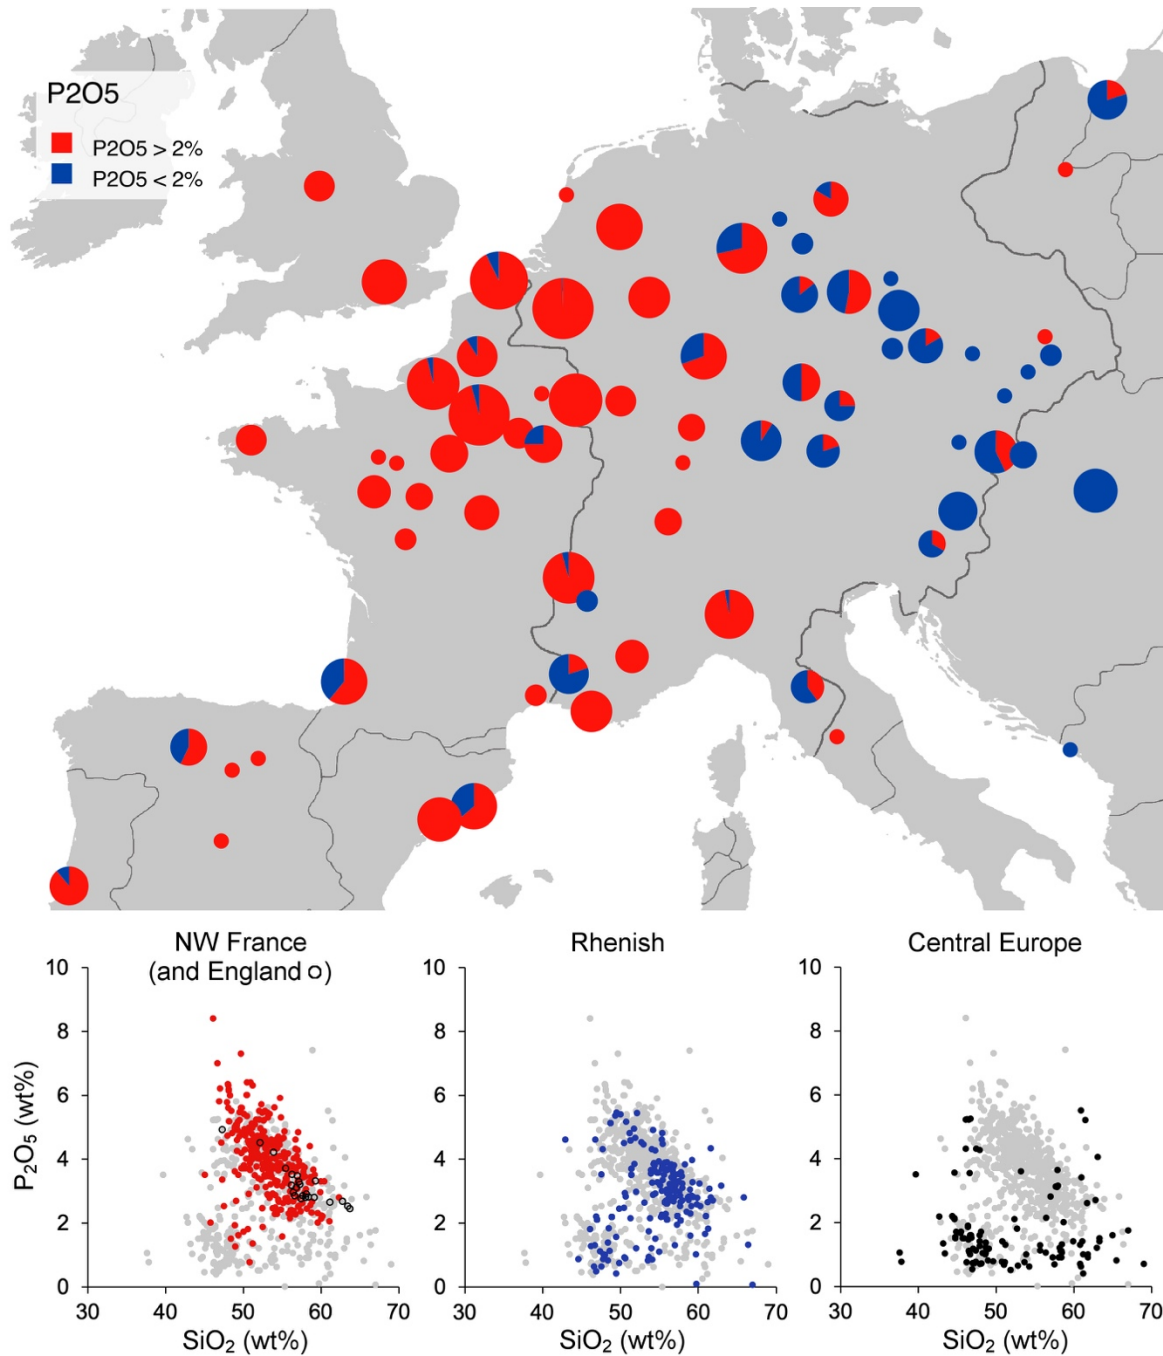 P2O5
P2O5 > 2%
P2O5 < 2%
NW France
(and England o)
Rhenish
Central Europe
P₂O₅ (wt%)
10
8
6
4
2
0
30 40 50 60 70
SiO₂ (wt%)
10
8
6
4
2
0
30 40 50 60 70
SiO₂ (wt%)
10
8
6
4
2
0
30 40 50 60 70
SiO₂ (wt%)